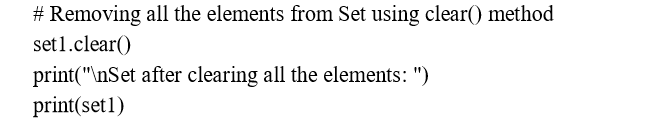 # Removing all the elements from Set using clear() method
set1.clear()
print("\nSet after clearing all the elements: ")
print(set1)